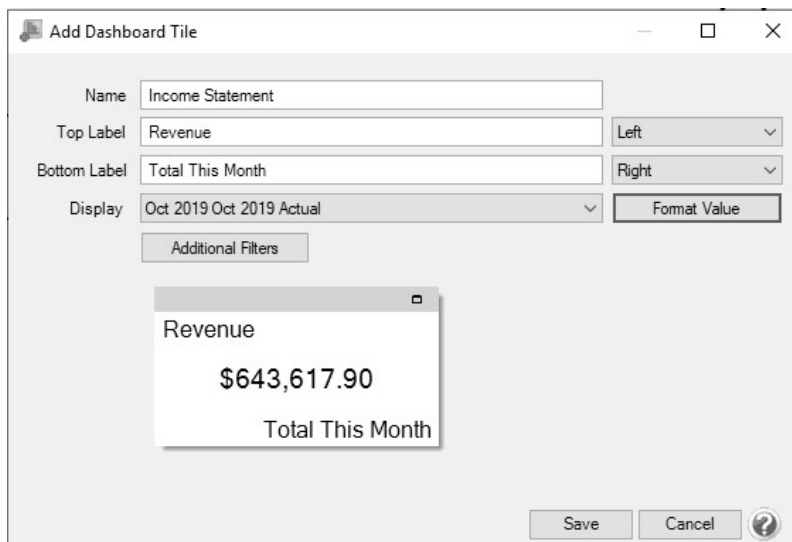 Add Dashboard Tile
Name Income Statement
Top Label Revenue Left
Bottom Label Total This Month Right
Display Oct 2019 Oct 2019 Actual Format Value
Additional Filters
Revenue
$643,617.90
Total This Month
Save Cancel ?